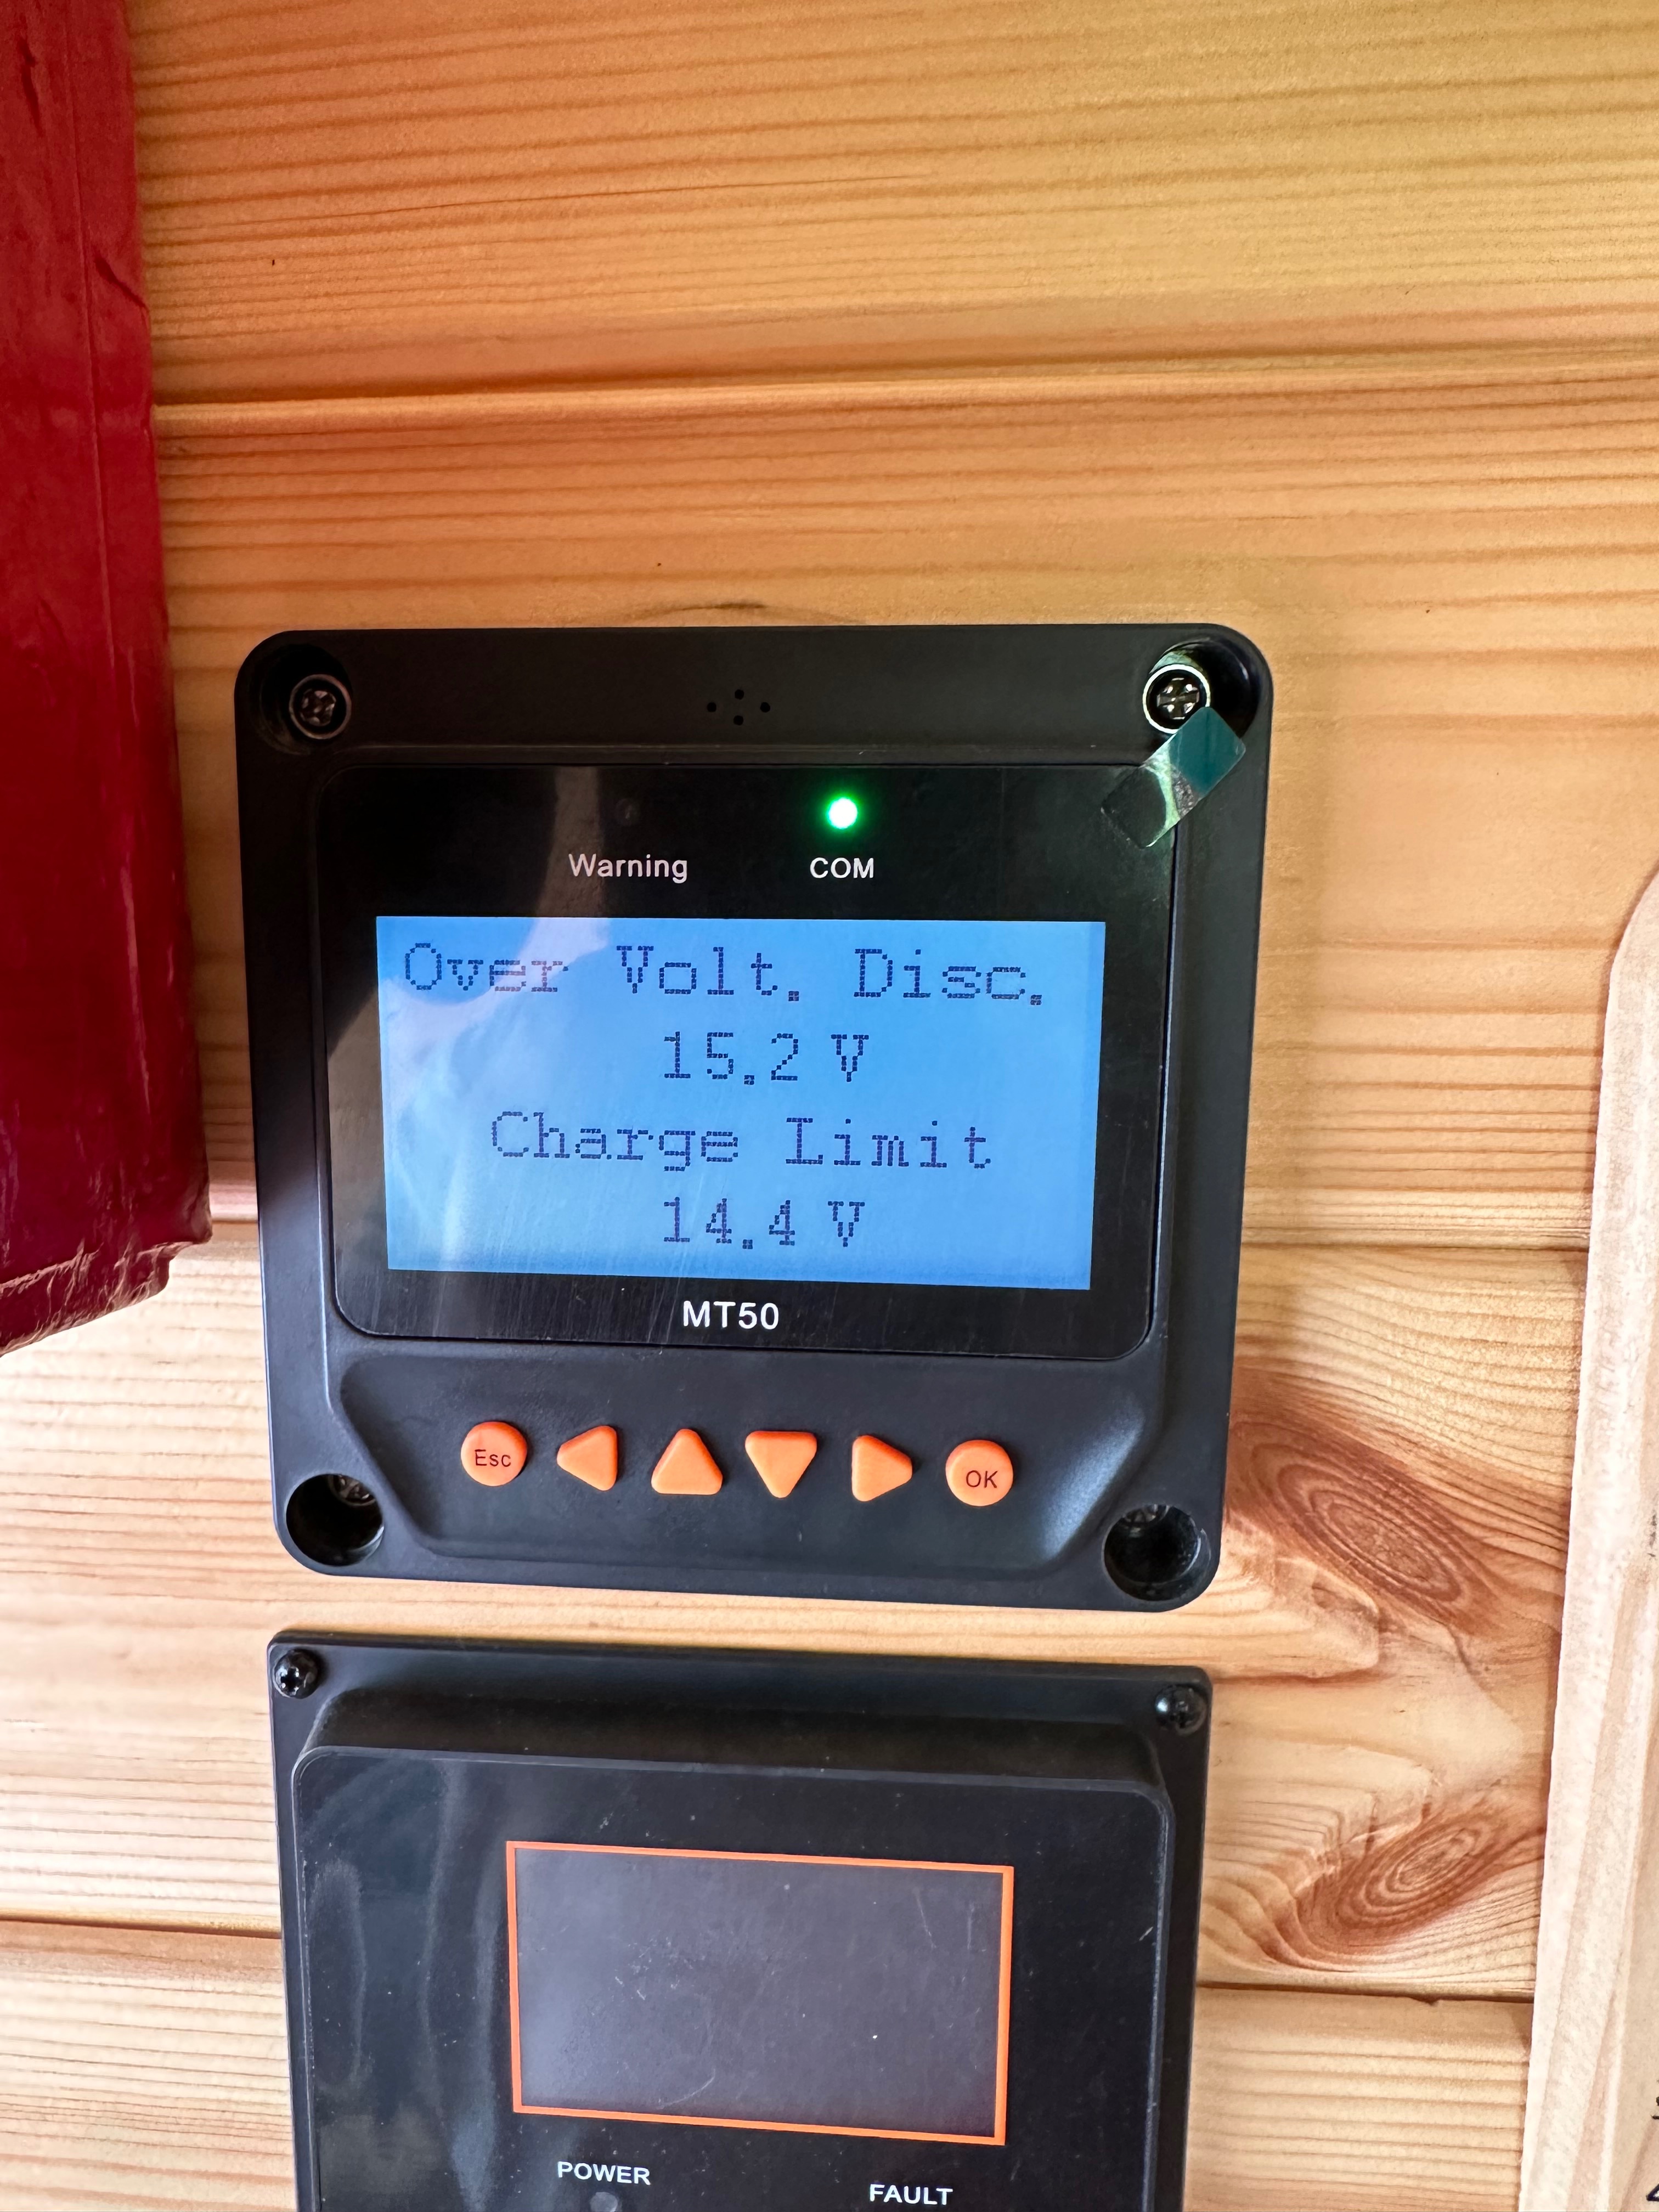 Warning COM
Over Volt. Disc.
15.2 V
Charge Limit
14.4 V
MT50
Esc OK
POWER FAULT